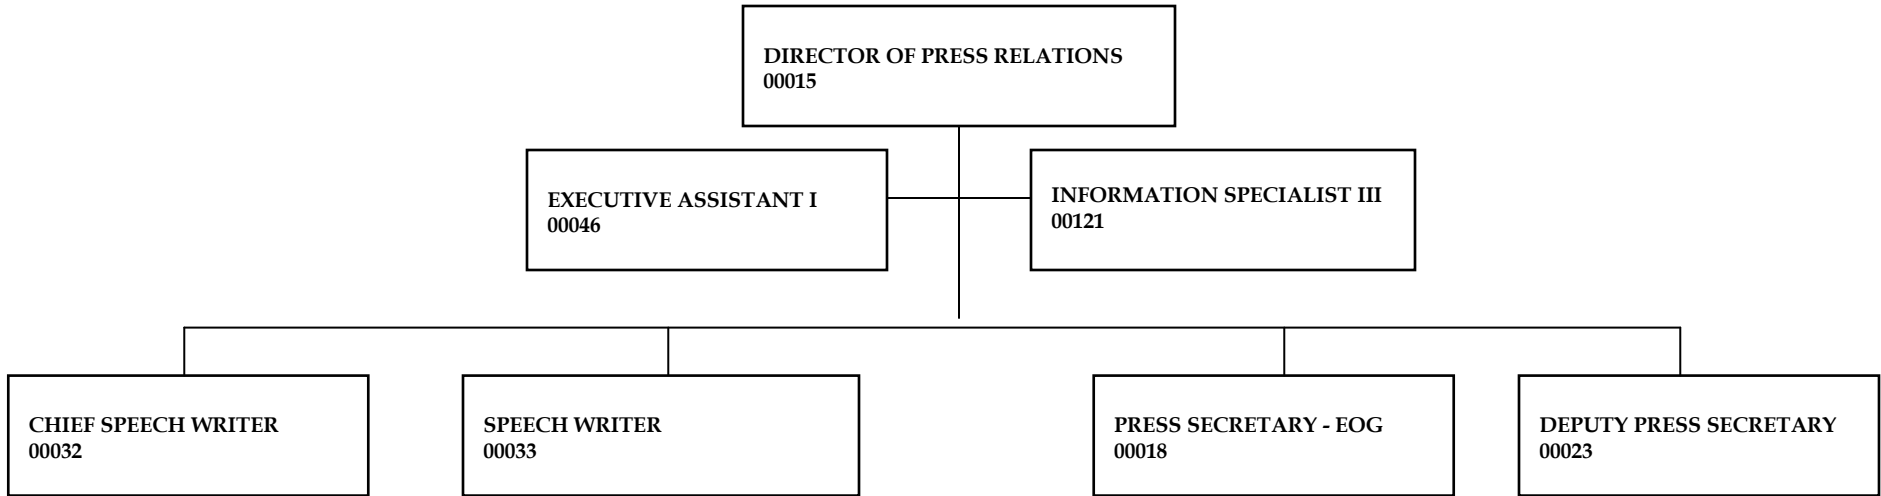 DIRECTOR OF PRESS RELATIONS
00015
EXECUTIVE ASSISTANT I
00046
INFORMATION SPECIALIST III
00121
CHIEF SPEECH WRITER
00032
SPEECH WRITER
00033
PRESS SECRETARY - EOG
00018
DEPUTY PRESS SECRETARY
00023